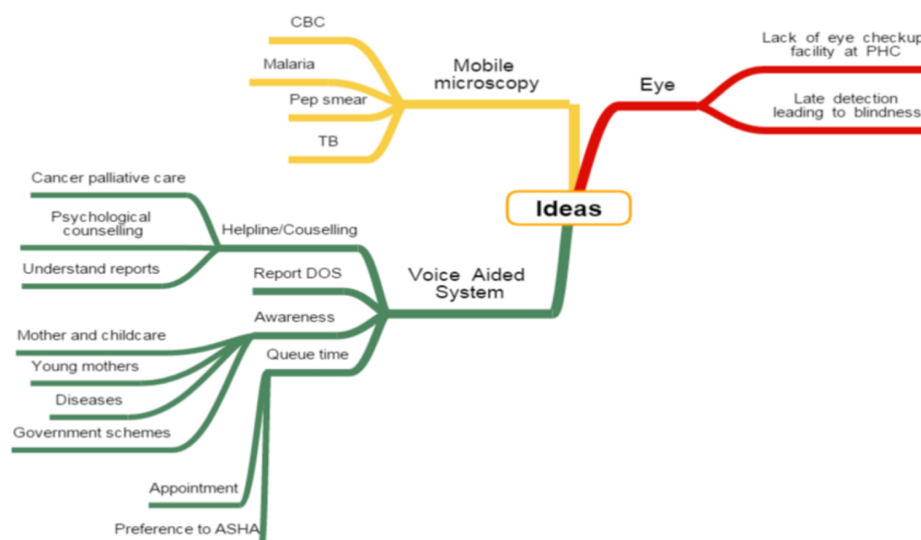 CBC
Malaria
Pep smear
TB
Mobile
microscopy
Eye
Lack of eye checkup
facility at PHC
Late detection
leading to blindness
Ideas
Voice Aided
System
Helpline/Couselling
Cancer palliative care
Psychological
counselling
Understand reports
Report DOS
Awareness
Mother and childcare
Young mothers
Diseases
Government schemes
Queue time
Appointment
Preference to ASHA